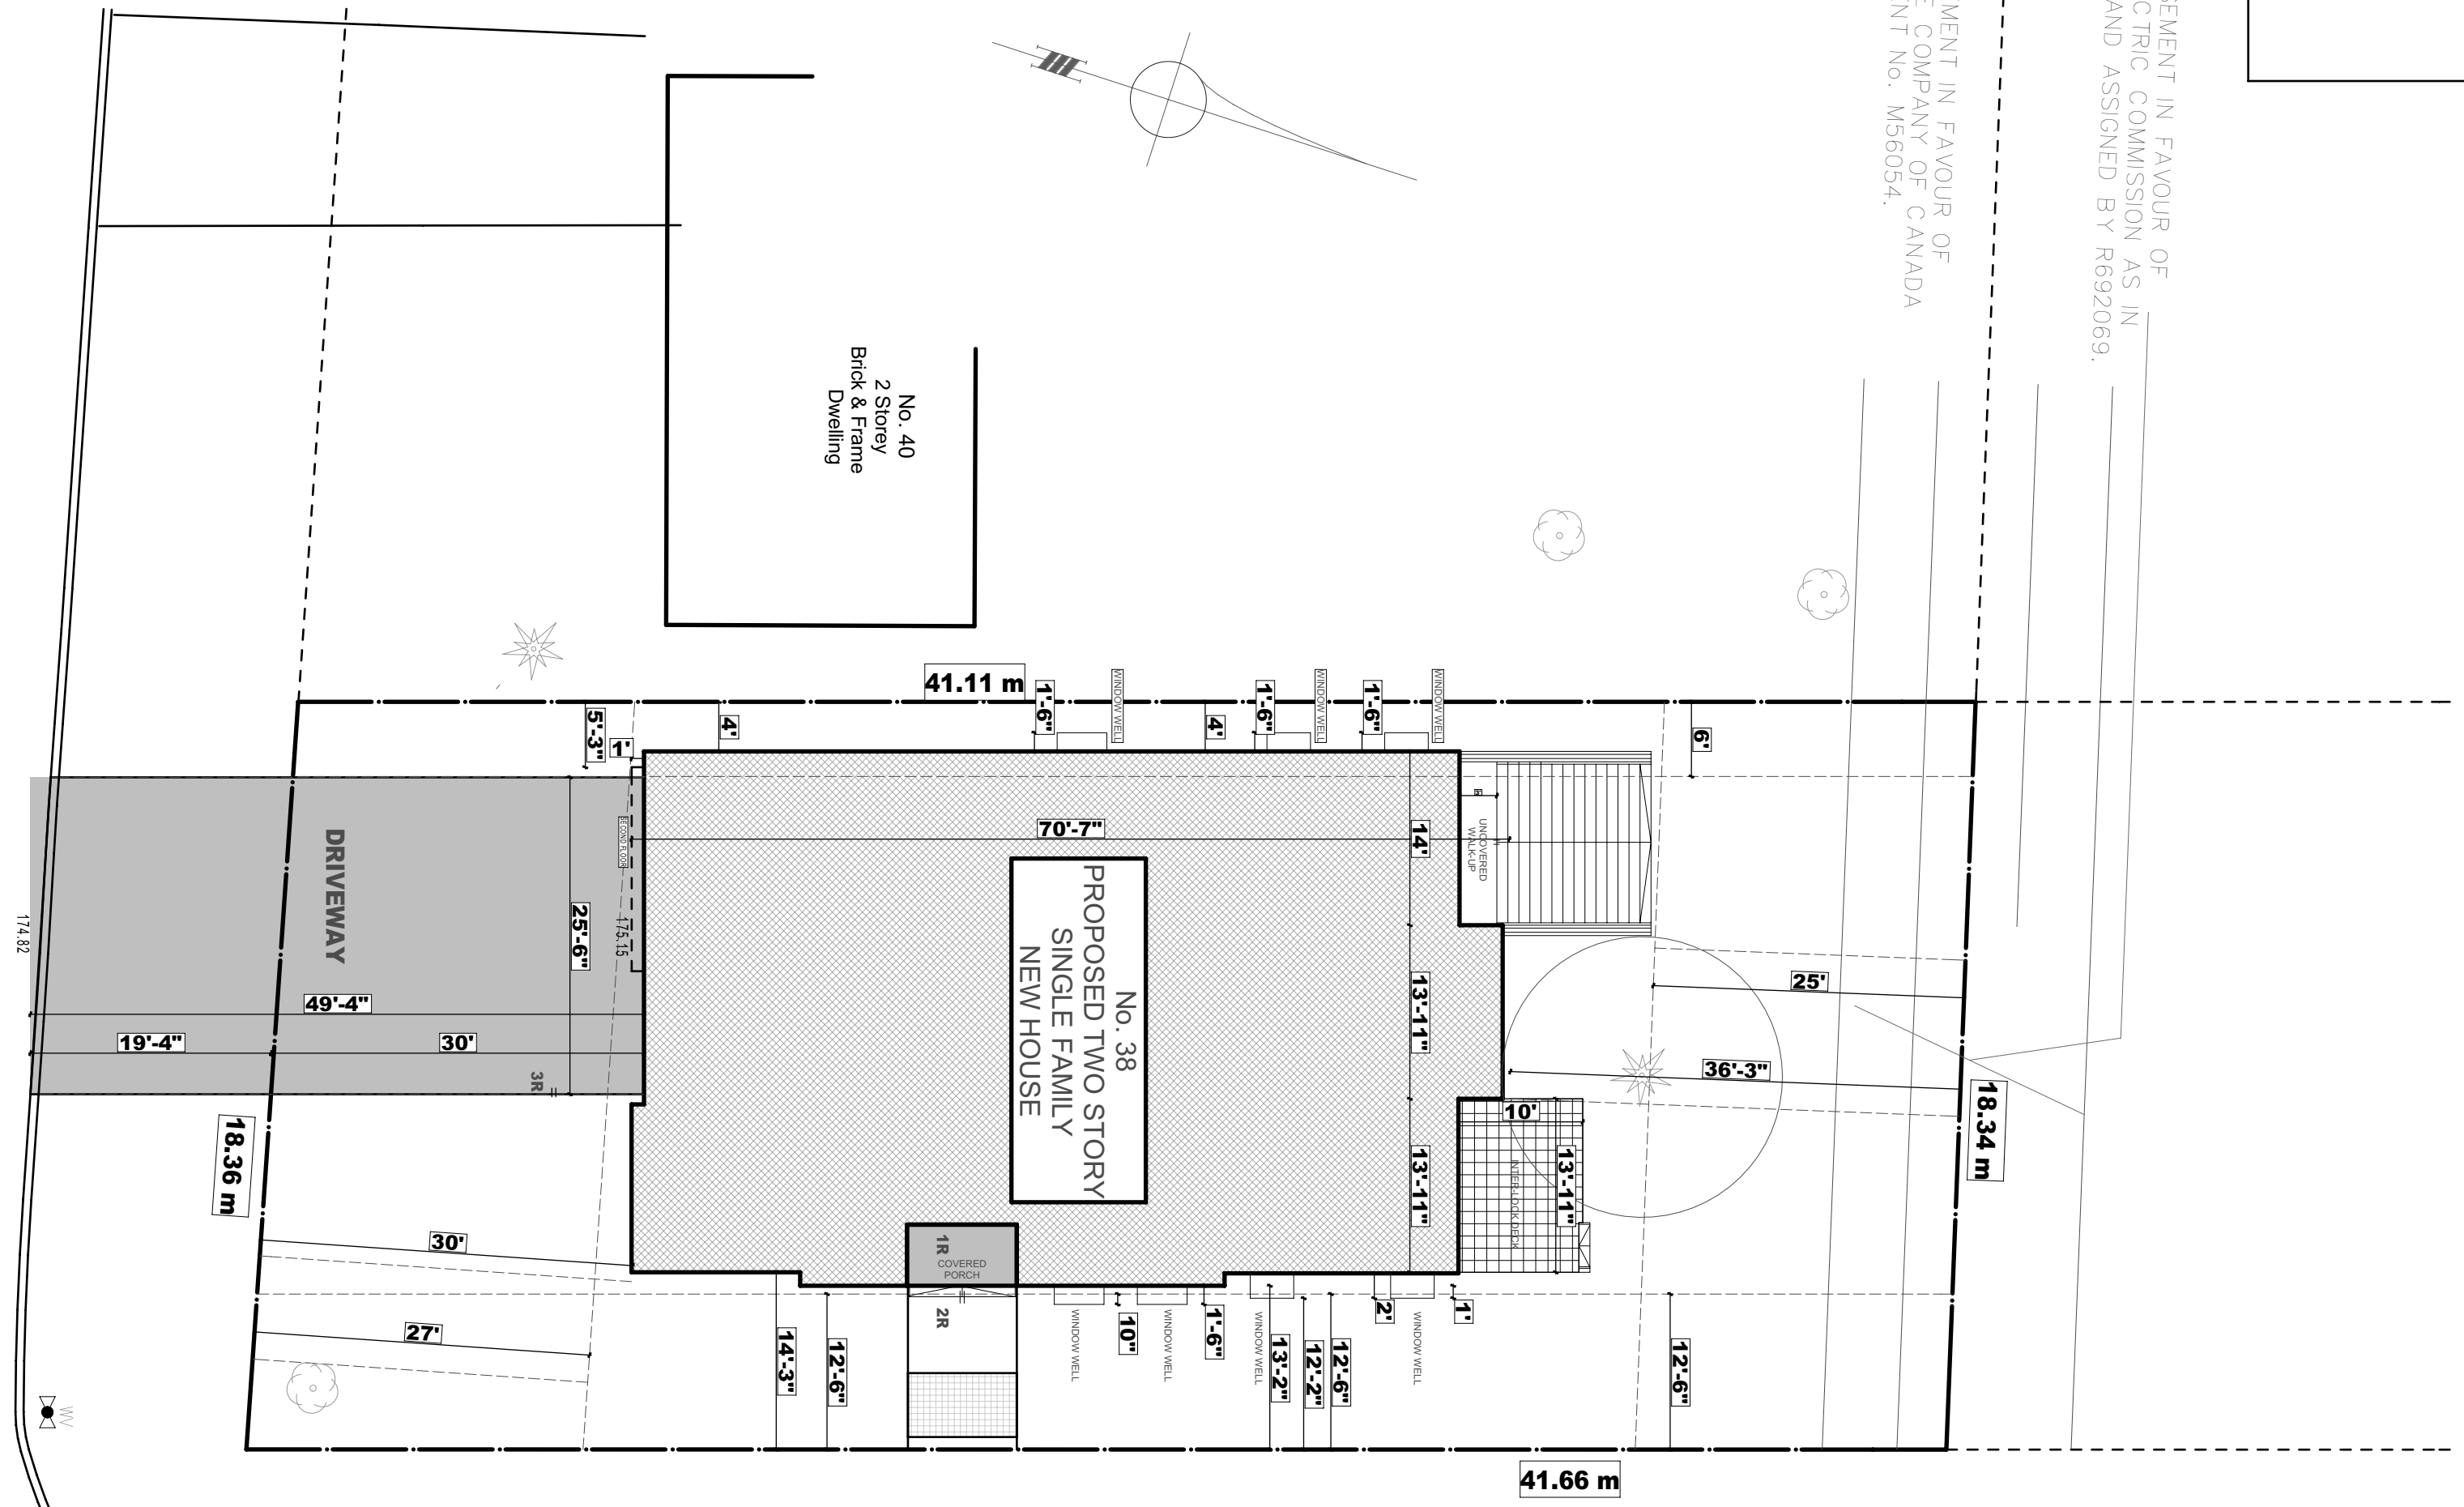 SEMENT IN FAVOUR OF
CTRIC COMMISSION AS IN
AND ASSIGNED BY R692069.
MENT IN FAVOUR OF
E COMPANY OF CANADA
ENT No. M56054.
No. 40
2 Storey
Brick & Frame
Dwelling
41.11 m
WINDOW WELL
WINDOW WELL
WINDOW WELL
1'-6"
1'-6"
1'-6"
5'-3"
1'
4'
4'
6'
DRIVEWAY
SECOND FLOOR
175.15
174.82
25'-6"
49'-4"
19'-4"
30'
3R
70'-7"
14'
UNCOVERED
WALK-UP
No. 38
PROPOSED TWO STORY
SINGLE FAMILY
NEW HOUSE
13'-11"
13'-11"
25'
36'-3"
10'
13'-11"
INTER-LOCK DECK
18.34 m
18.36 m
30'
27'
1R
COVERED
PORCH
2R
14'-3"
12'-6"
WINDOW WELL
10"
WINDOW WELL
1'-6"
WINDOW WELL
13'-2"
12'-2"
12'-6"
2'
WINDOW WELL
1'
12'-6"
W
41.66 m